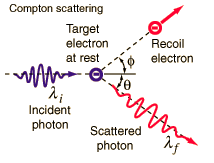 Compton scattering
Target
electron
at rest
Recoil
electron
−
−
ϕ
θ
λi
Incident
photon
Scattered
photon
λf